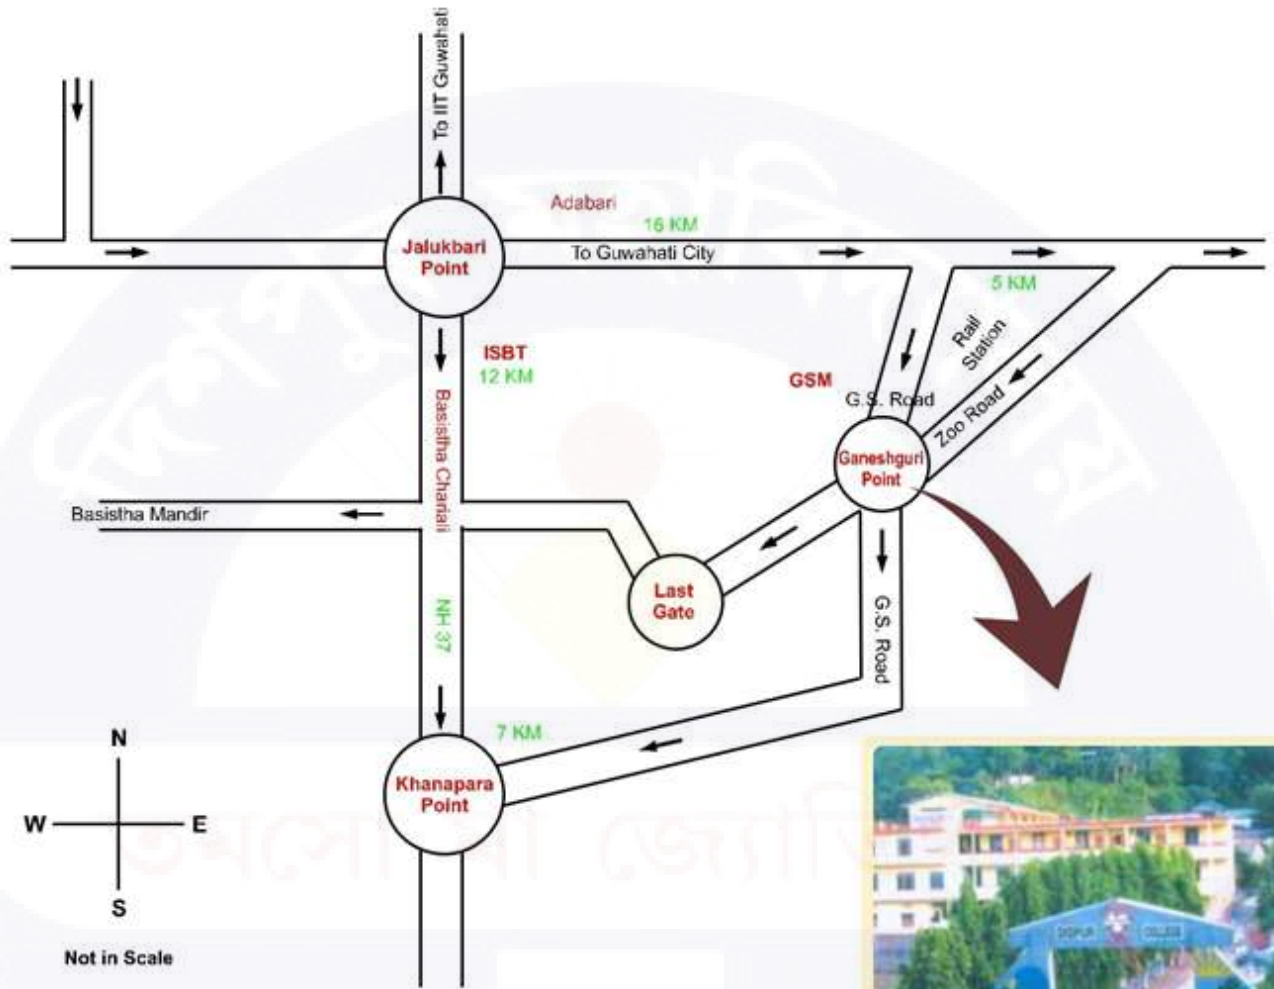 To IIT Guwahati
Adabari
16 KM
Jalukbari
Point
To Guwahati City
5 KM
Rail
Station
ISBT
12 KM
GSM
G.S. Road
Zoo Road
Basistha Chariali
Ganeshguri
Point
Basistha Mandir
Last
Gate
NH 37
G.S. Road
7 KM
Khanapara
Point
N
W
E
S
Not in Scale
DISPUR COLLEGE